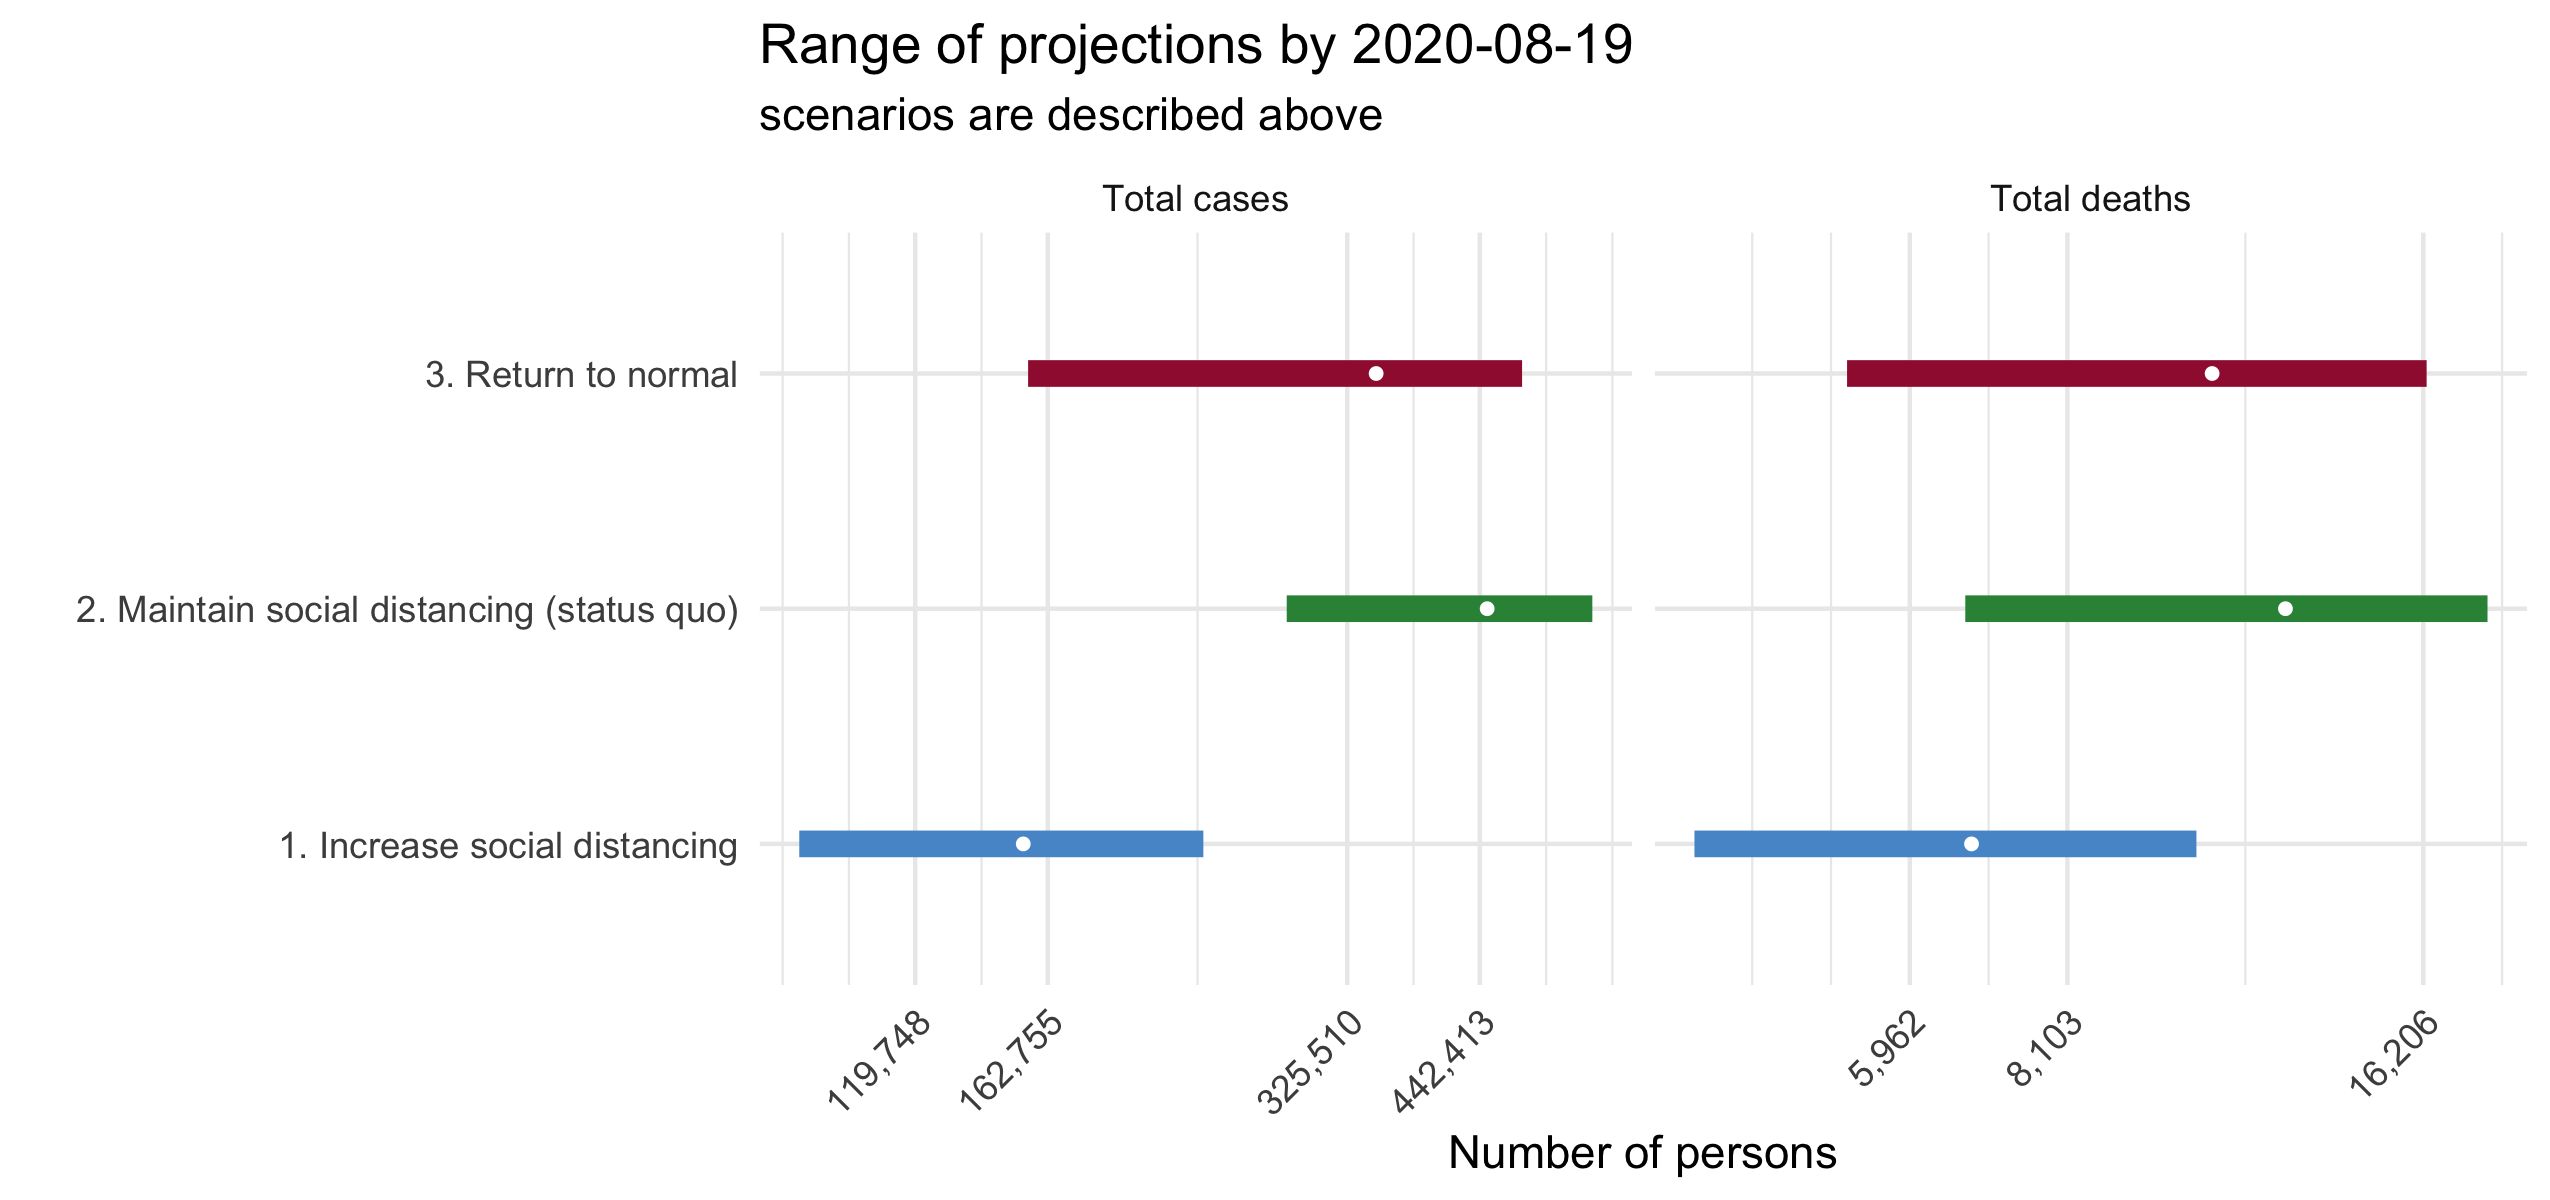 Range of projections by 2020-08-19
scenarios are described above
Total cases
Total deaths
3. Return to normal
2. Maintain social distancing (status quo)
1. Increase social distancing
119,748
162,755
325,510
442,413
5,962
8,103
16,206
Number of persons